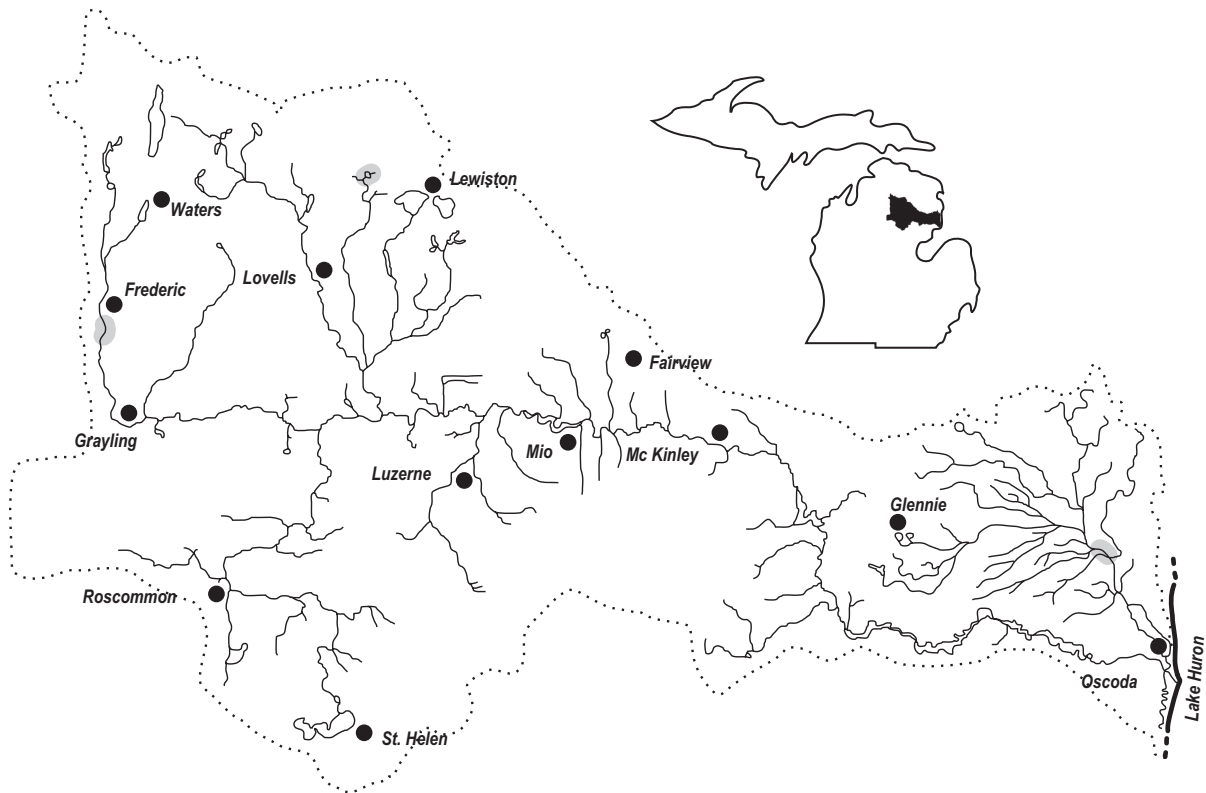 Lewiston
Waters
Lovells
Frederic
Fairview
Grayling
Mio
Mc Kinley
Luzerne
Glennie
Roscommon
Oscoda
Lake Huron
St. Helen